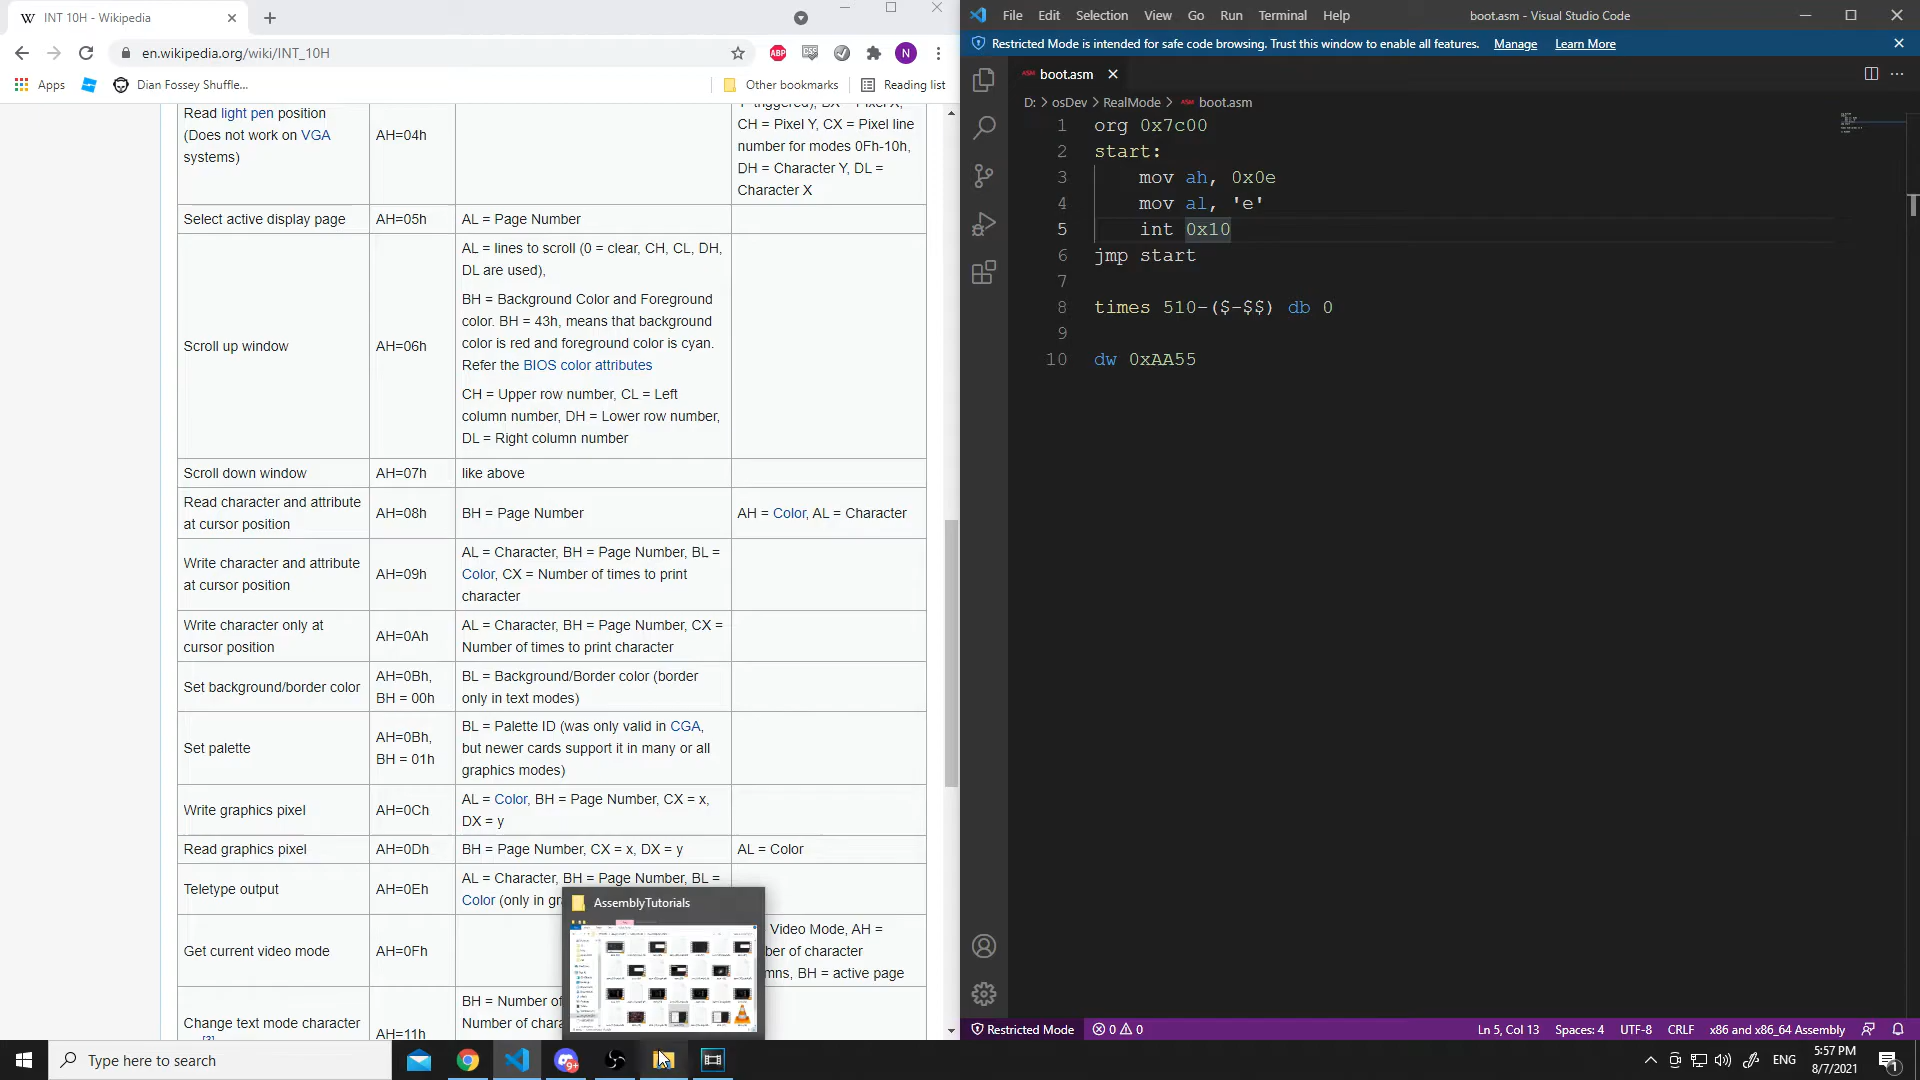 INT 10H - Wikipedia
en.wikipedia.org/wiki/INT_10H
ABP
N
Apps
Dian Fossey Shuffle...
Other bookmarks
Reading list
Read light pen position
(Does not work on VGA
systems)
AH=04h
CH = Pixel Y, CX = Pixel line
number for modes 0Fh-10h,
DH = Character Y, DL =
Character X
Select active display page
AH=05h
AL = Page Number
Scroll up window
AH=06h
AL = lines to scroll (0 = clear, CH, CL, DH,
DL are used),
BH = Background Color and Foreground
color. BH = 43h, means that background
color is red and foreground color is cyan.
Refer the BIOS color attributes
CH = Upper row number, CL = Left
column number, DH = Lower row number,
DL = Right column number
Scroll down window
AH=07h
like above
Read character and attribute
at cursor position
AH=08h
BH = Page Number
AH = Color, AL = Character
Write character and attribute
at cursor position
AH=09h
AL = Character, BH = Page Number, BL =
Color, CX = Number of times to print
character
Write character only at
cursor position
AH=0Ah
AL = Character, BH = Page Number, CX =
Number of times to print character
Set background/border color
AH=0Bh,
BH = 00h
BL = Background/Border color (border
only in text modes)
Set palette
AH=0Bh,
BH = 01h
BL = Palette ID (was only valid in CGA,
but newer cards support it in many or all
graphics modes)
Write graphics pixel
AH=0Ch
AL = Color, BH = Page Number, CX = x,
DX = y
Read graphics pixel
AH=0Dh
BH = Page Number, CX = x, DX = y
AL = Color
Teletype output
AH=0Eh
AL = Character, BH = Page Number, BL =
Color (only in
Get current video mode
AH=0Fh
Video Mode, AH =
of character
BH = active page
Change text mode character
[3]
AH=11h
BH = Number of
Number of
AssemblyTutorials
File Edit Selection View Go Run Terminal Help
boot.asm - Visual Studio Code
Restricted Mode is intended for safe code browsing. Trust this window to enable all features. Manage Learn More
ASM boot.asm
D: > osDev > RealMode > ASM boot.asm
1 org 0x7c00
2 start:
3 mov ah, 0x0e
4 mov al, 'e'
5 int 0x10
6 jmp start
7
8 times 510-($-$$) db 0
9
10 dw 0xAA55
Restricted Mode 0 0
Ln 5, Col 13 Spaces: 4 UTF-8 CRLF x86 and x86_64 Assembly
Type here to search
ENG
5:57 PM
8/7/2021
1